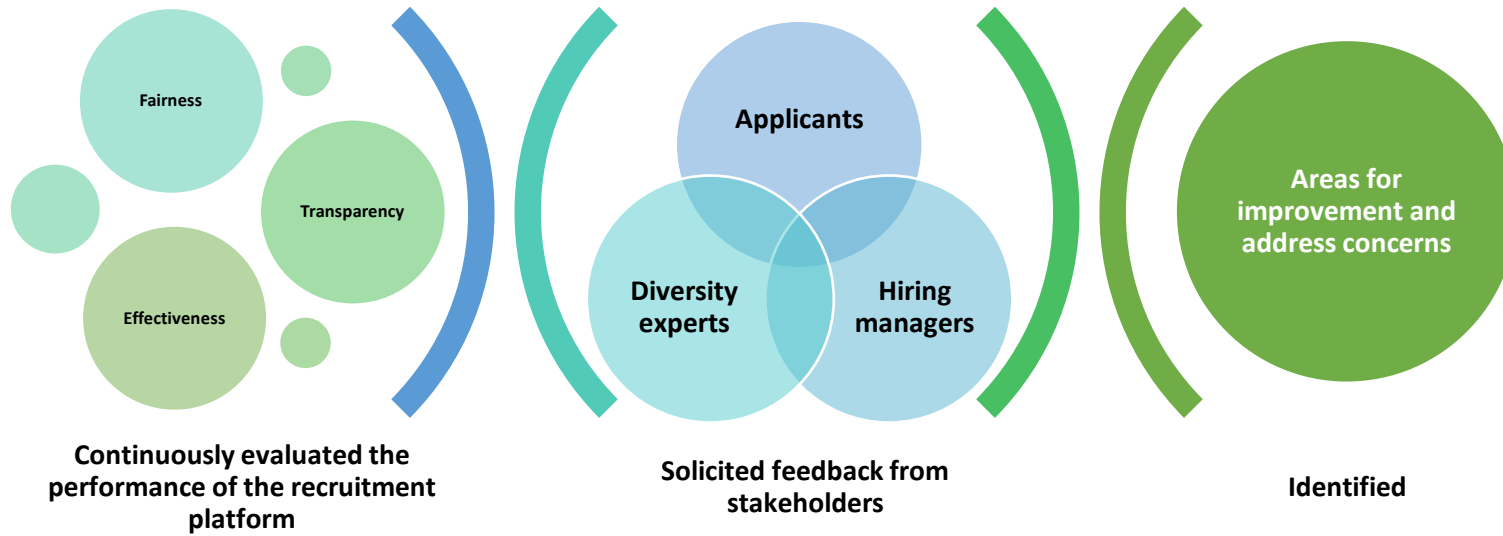 Fairness
Transparency
Effectiveness
Continuously evaluated the
performance of the recruitment
platform
Applicants
Diversity
experts
Hiring
managers
Solicited feedback from
stakeholders
Areas for
improvement and
address concerns
Identified